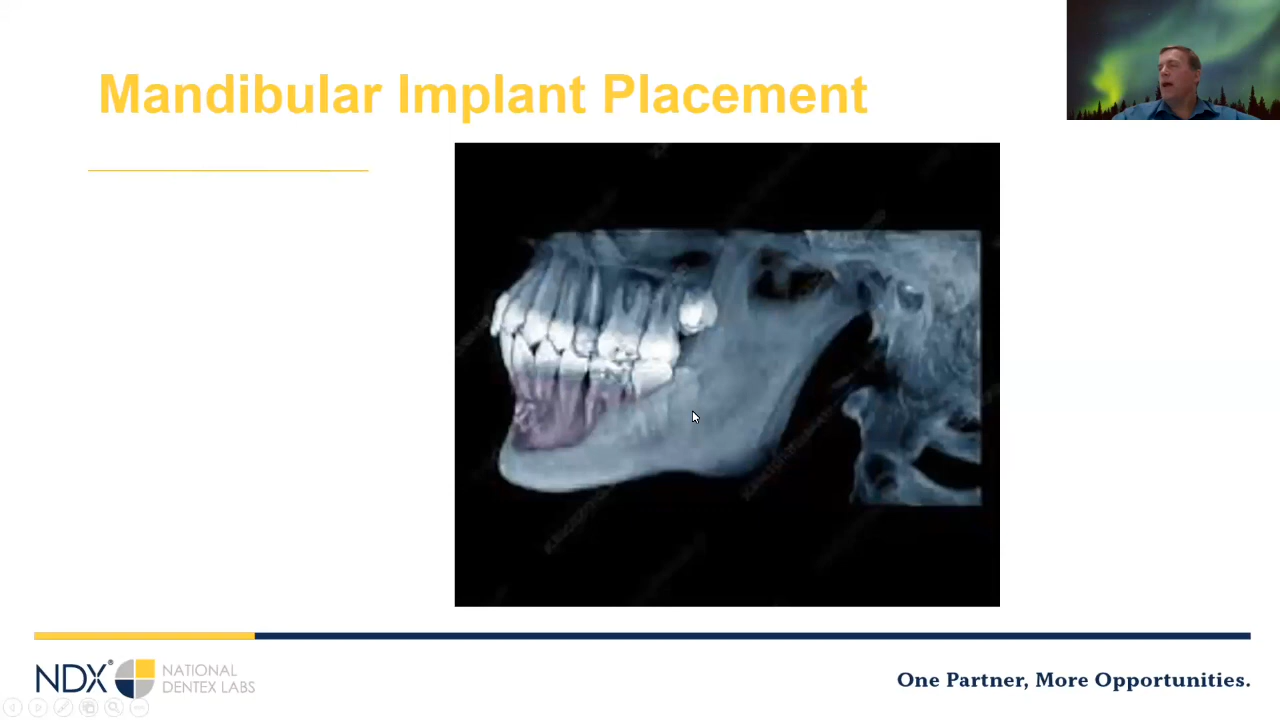 Mandibular Implant Placement
NDX®
NATIONAL
DENTEX LABS
One Partner, More Opportunities.